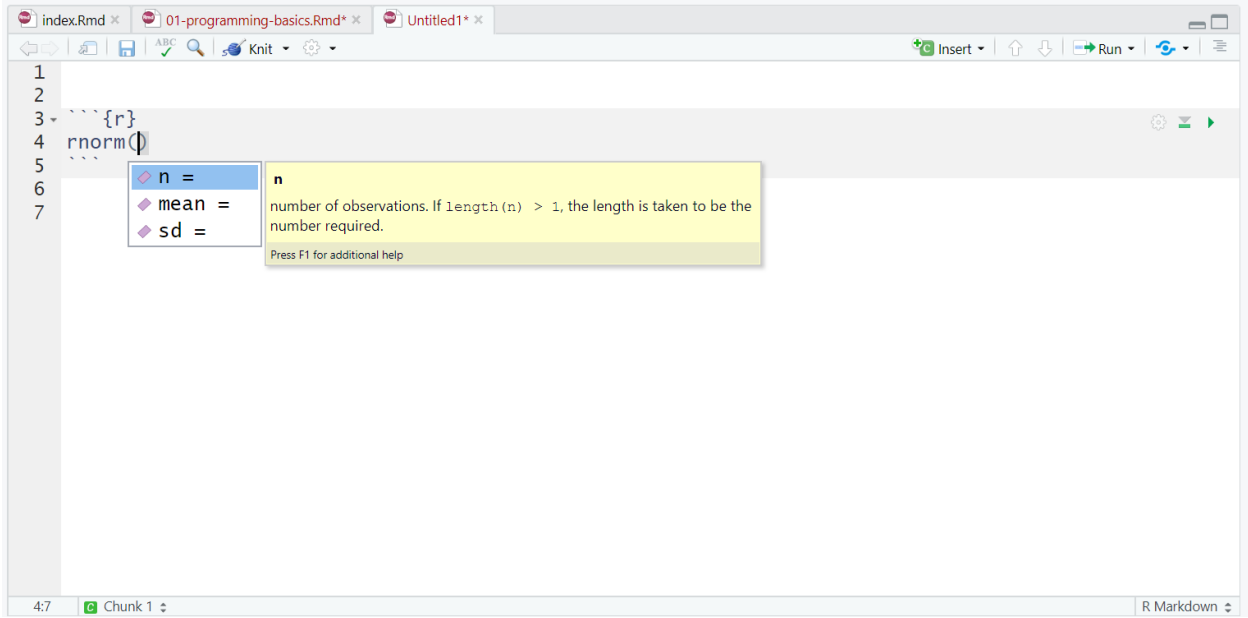 index.Rmd × 01-programming-basics.Rmd* × Untitled1* ×
ABC Knit Insert Run
1
2
3 ```{r}
4 rnorm()
5 ```
6
7
n =
mean =
sd =
n
number of observations. If length(n) > 1, the length is taken to be the
number required.
Press F1 for additional help
4:7 C Chunk 1 R Markdown